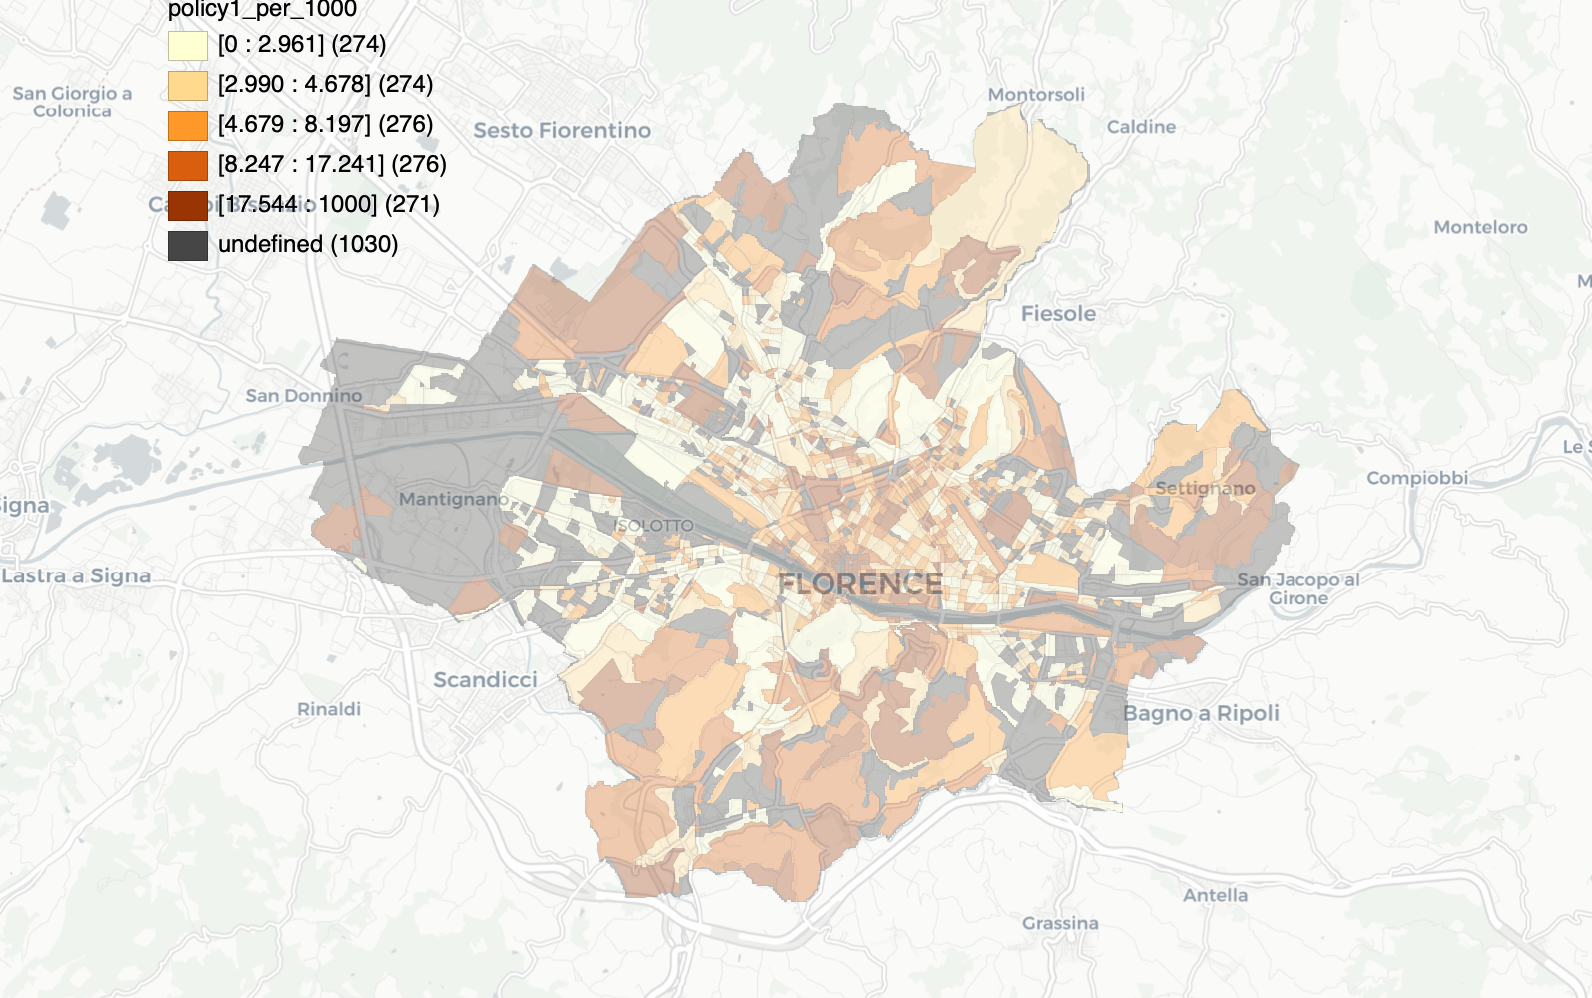 policy1_per_1000
[0 : 2.961] (274)
[2.990 : 4.678] (274)
[4.679 : 8.197] (276)
[8.247 : 17.241] (276)
[17.544 : 1000] (271)
undefined (1030)
San Giorgio a
Colonica
Sesto Fiorentino
Montorsoli
Caldine
Monteloro
Fiesole
San Donnino
Compiobbi
Le S
Settignano
Mantignano
igna
ISOLOTTO
Lastra a Signa
FLORENCE
San Jacopo al
Girone
Scandicci
Rinaldi
Bagno a Ripoli
Antella
Grassina